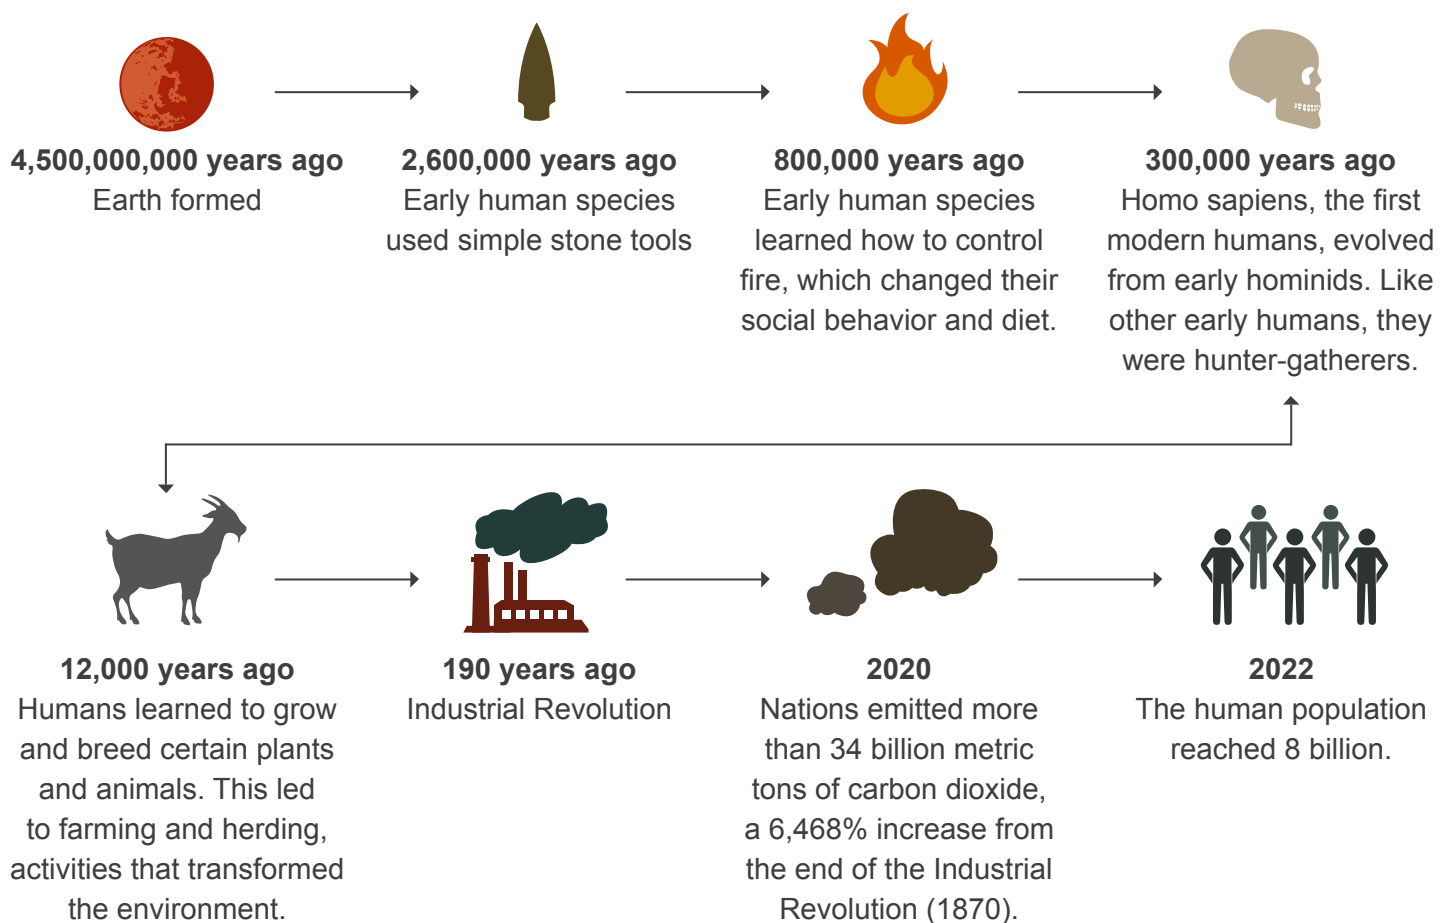 4,500,000,000 years ago
Earth formed
2,600,000 years ago
Early human species
used simple stone tools
800,000 years ago
Early human species
learned how to control
fire, which changed their
social behavior and diet.
300,000 years ago
Homo sapiens, the first
modern humans, evolved
from early hominids. Like
other early humans, they
were hunter-gatherers.
12,000 years ago
Humans learned to grow
and breed certain plants
and animals. This led
to farming and herding,
activities that transformed
the environment.
190 years ago
Industrial Revolution
2020
Nations emitted more
than 34 billion metric
tons of carbon dioxide,
a 6,468% increase from
the end of the Industrial
Revolution (1870).
2022
The human population
reached 8 billion.